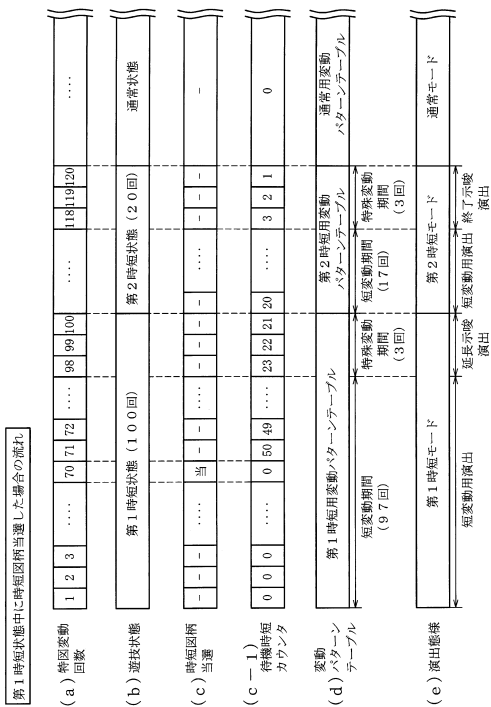 第1時短状態中に時短図柄当選した場合の流れ
(a) 特図変動回数
1 2 3 ‥‥ 70 71 72 ‥‥ 98 99 100 ‥‥ 118 119 120 ‥‥
(b) 遊技状態
第1時短状態(100回) 第2時短状態(20回) 通常状態
(c) 時短図柄当選
− − − ‥‥ 当 − − ‥‥ − − − − ‥‥ − − − −
(c−1) 待機時短カウンタ
0 0 0 ‥‥ 0 50 49 ‥‥ 23 22 21 20 ‥‥ 3 2 1 0
(d) 変動パターンテーブル
第1時短用変動パターンテーブル 第2時短用変動パターンテーブル 通常用変動パターンテーブル
短変動期間(97回) 特殊変動期間(3回) 短変動期間(17回) 特殊変動期間(3回)
(e) 演出態様
第1時短モード 第2時短モード 通常モード
短変動用演出 延長示唆演出 短変動用演出 終了示唆演出